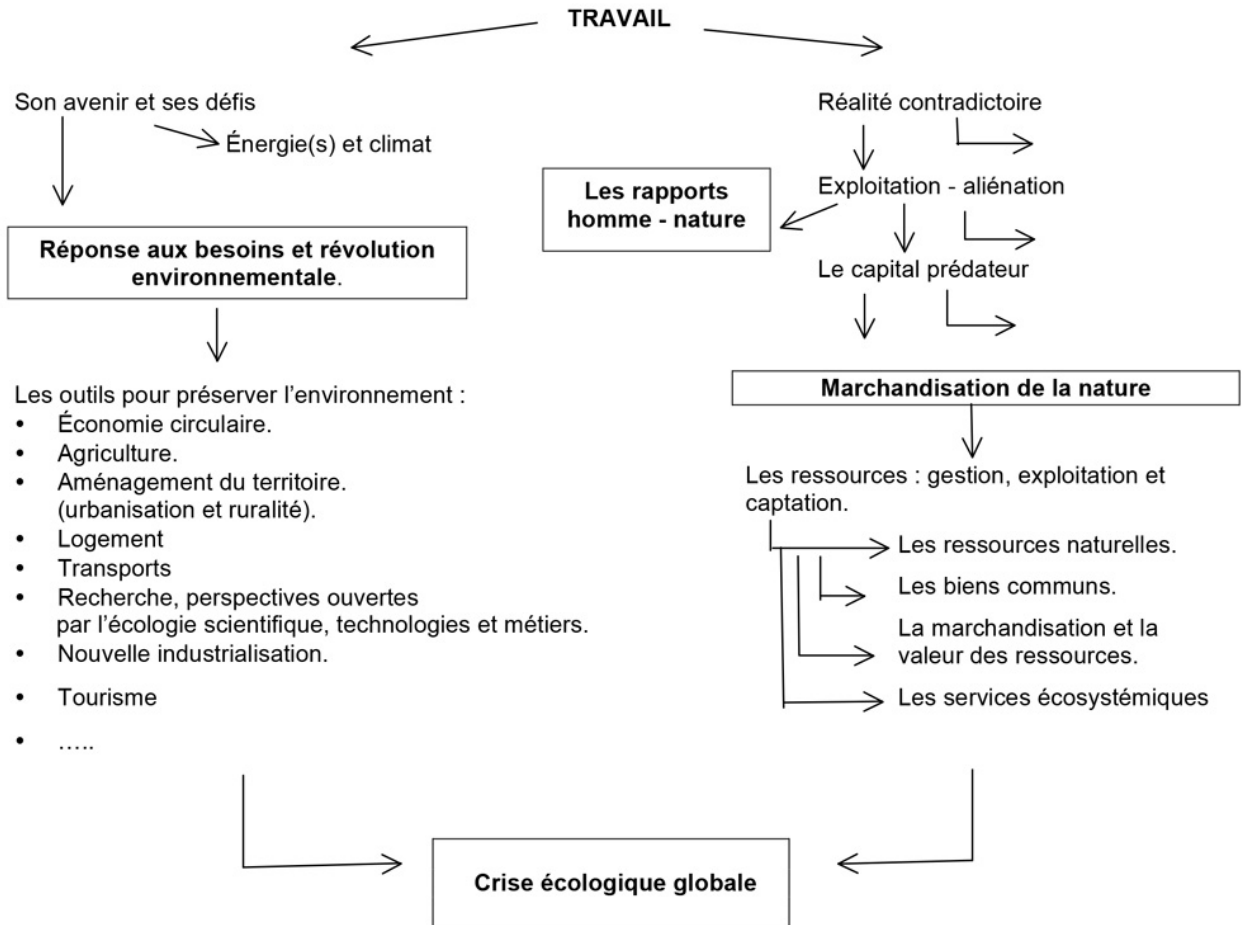 TRAVAIL
Son avenir et ses défis
Énergie(s) et climat
Réponse aux besoins et révolution
environnementale.
Les outils pour préserver l’environnement :
• Économie circulaire.
• Agriculture.
• Aménagement du territoire.
(urbanisation et ruralité).
• Logement
• Transports
• Recherche, perspectives ouvertes
par l’écologie scientifique, technologies et métiers.
• Nouvelle industrialisation.
• Tourisme
• …..
Réalité contradictoire
Exploitation - aliénation
Les rapports
homme - nature
Le capital prédateur
Marchandisation de la nature
Les ressources : gestion, exploitation et
captation.
Les ressources naturelles.
Les biens communs.
La marchandisation et la
valeur des ressources.
Les services écosystémiques
Crise écologique globale